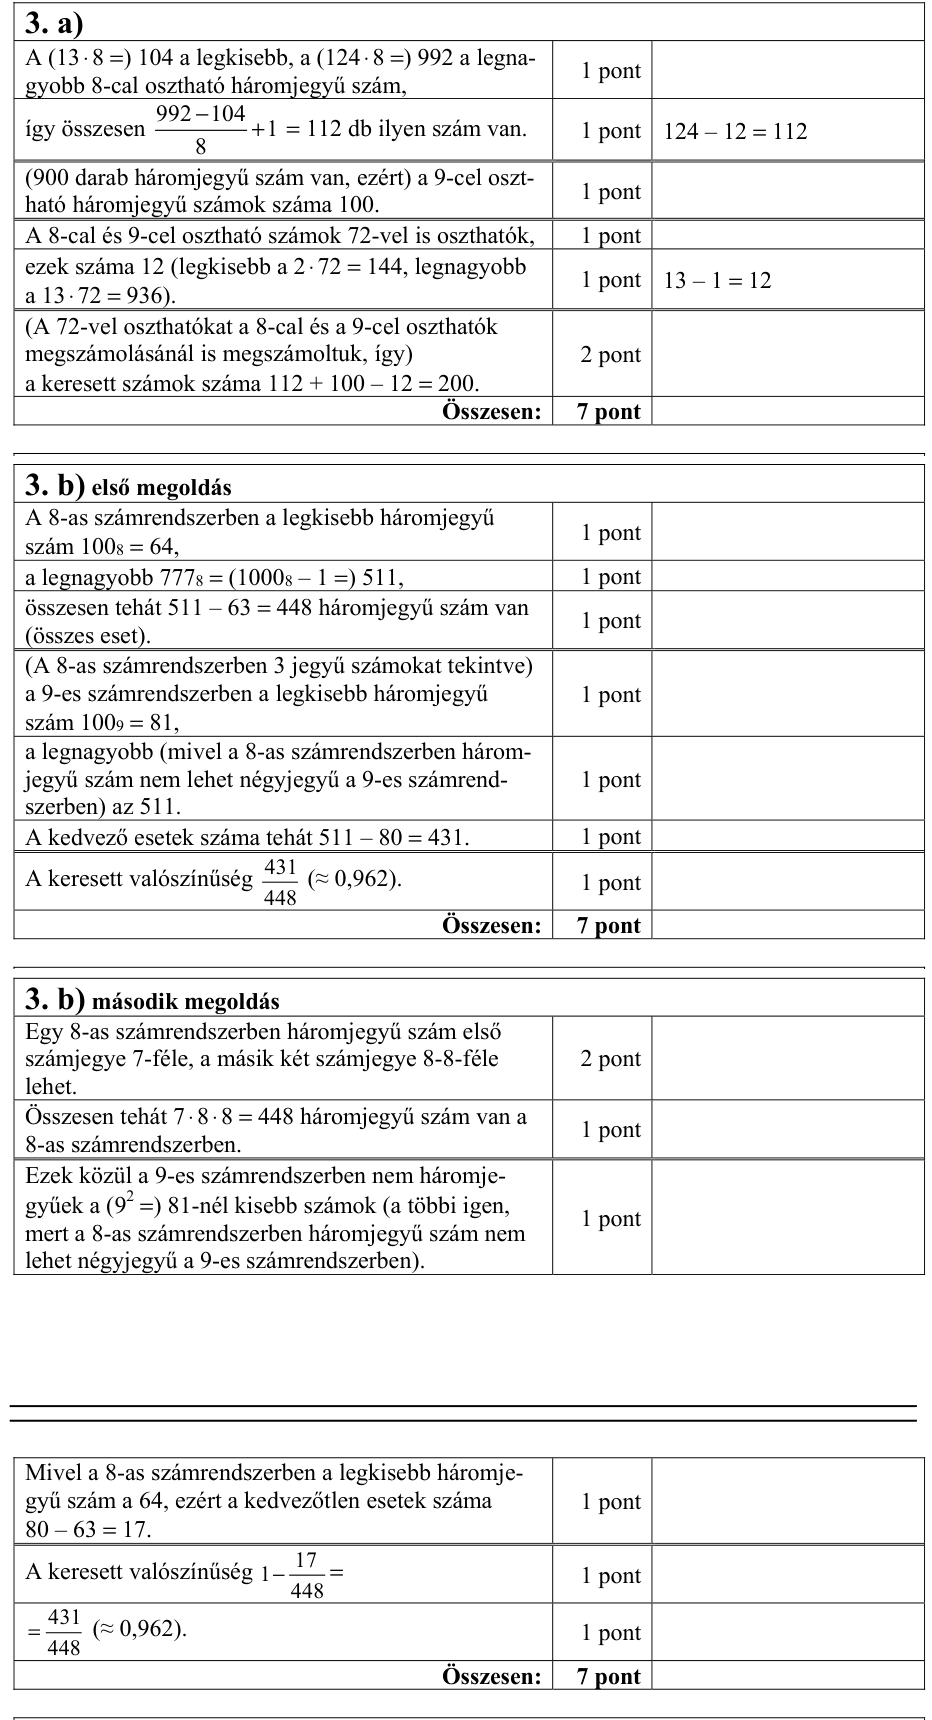 3. a)
A (13 · 8 =) 104 a legkisebb, a (124 · 8 =) 992 a legna-
gyobb 8-cal osztható háromjegyű szám,
1 pont
így összesen (992 – 104)/8 + 1 = 112 db ilyen szám van.
1 pont
124 – 12 = 112
(900 darab háromjegyű szám van, ezért) a 9-cel oszt-
ható háromjegyű számok száma 100.
1 pont
A 8-cal és 9-cel osztható számok 72-vel is oszthatók,
1 pont
ezek száma 12 (legkisebb a 2 · 72 = 144, legnagyobb
a 13 · 72 = 936).
1 pont
13 – 1 = 12
(A 72-vel oszthatókat a 8-cal és a 9-cel oszthatók
megszámolásánál is megszámoltuk, így)
a keresett számok száma 112 + 100 – 12 = 200.
2 pont
Összesen: 7 pont
3. b) első megoldás
A 8-as számrendszerben a legkisebb háromjegyű
szám 100₈ = 64,
1 pont
a legnagyobb 777₈ = (1000₈ – 1 =) 511,
1 pont
összesen tehát 511 – 63 = 448 háromjegyű szám van
(összes eset).
1 pont
(A 8-as számrendszerben 3 jegyű számokat tekintve)
a 9-es számrendszerben a legkisebb háromjegyű
szám 100₉ = 81,
1 pont
a legnagyobb (mivel a 8-as számrendszerben három-
jegyű szám nem lehet négyjegyű a 9-es számrend-
szerben) az 511.
1 pont
A kedvező esetek száma tehát 511 – 80 = 431.
1 pont
A keresett valószínűség 431/448 (≈ 0,962).
1 pont
Összesen: 7 pont
3. b) második megoldás
Egy 8-as számrendszerben háromjegyű szám első
számjegye 7-féle, a másik két számjegye 8-8-féle
lehet.
2 pont
Összesen tehát 7 · 8 · 8 = 448 háromjegyű szám van a
8-as számrendszerben.
1 pont
Ezek közül a 9-es számrendszerben nem háromje-
gyűek a (9² =) 81-nél kisebb számok (a többi igen,
mert a 8-as számrendszerben háromjegyű szám nem
lehet négyjegyű a 9-es számrendszerben).
1 pont
Mivel a 8-as számrendszerben a legkisebb háromje-
gyű szám a 64, ezért a kedvezőtlen esetek száma
80 – 63 = 17.
1 pont
A keresett valószínűség 1 – 17/448 =
1 pont
= 431/448 (≈ 0,962).
1 pont
Összesen: 7 pont